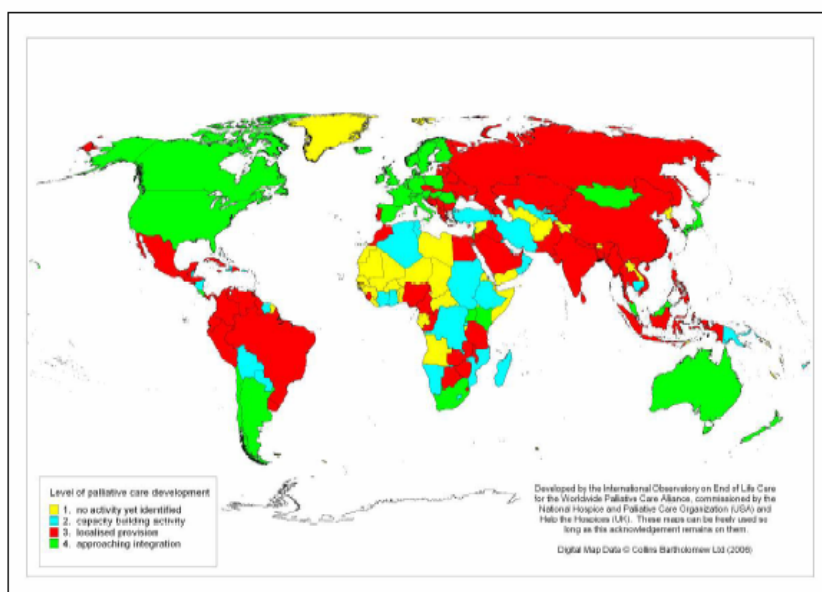 Level of palliative care development
1. no activity yet identified
2. capacity building activity
3. localised provision
4. approaching integration
Developed by the International Observatory on End of Life Care
for the Worldwide Palliative Care Alliance, commissioned by the
National Hospice and Palliative Care Organization (USA) and
Help the Hospices (UK). These maps can be freely used so
long as this acknowledgement remains on them.
Digital Map Data © Collins Bartholomew Ltd (2006)